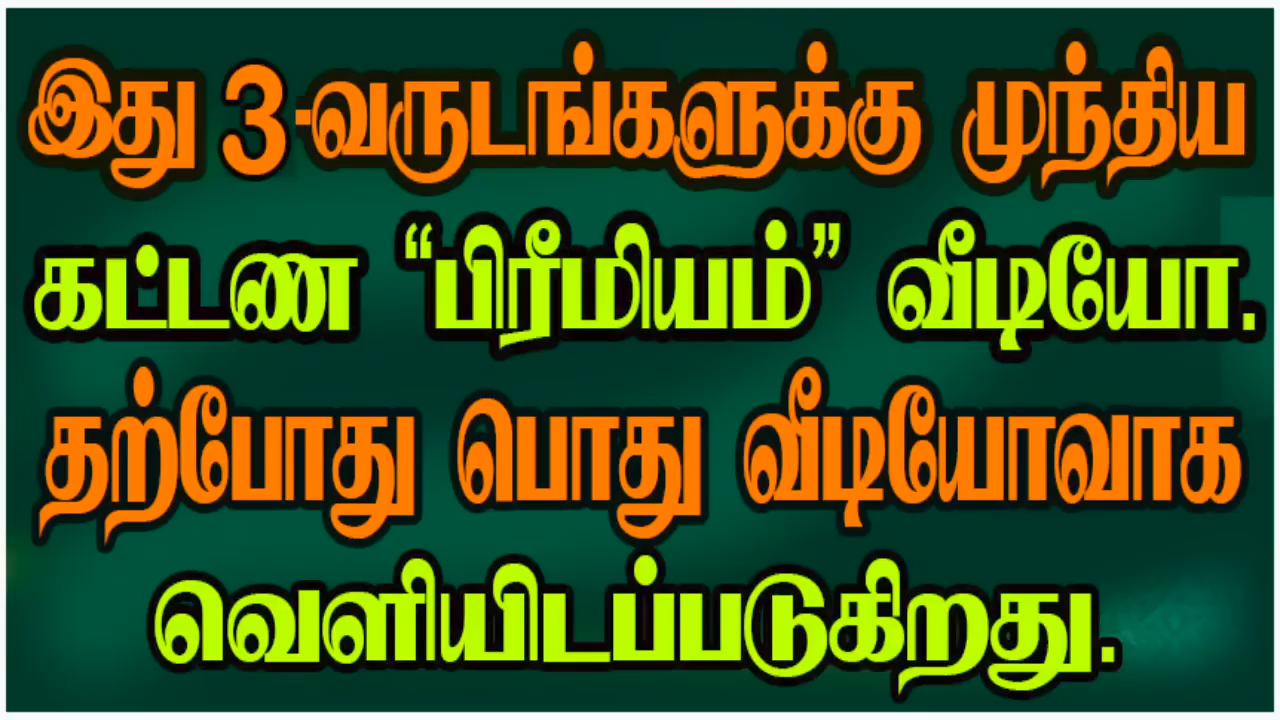 இது 3-வருடங்களுக்கு முந்திய
கட்டண “பிரீமியம்” வீடியோ.
தற்போது பொது வீடியோவாக
வெளியிடப்படுகிறது.